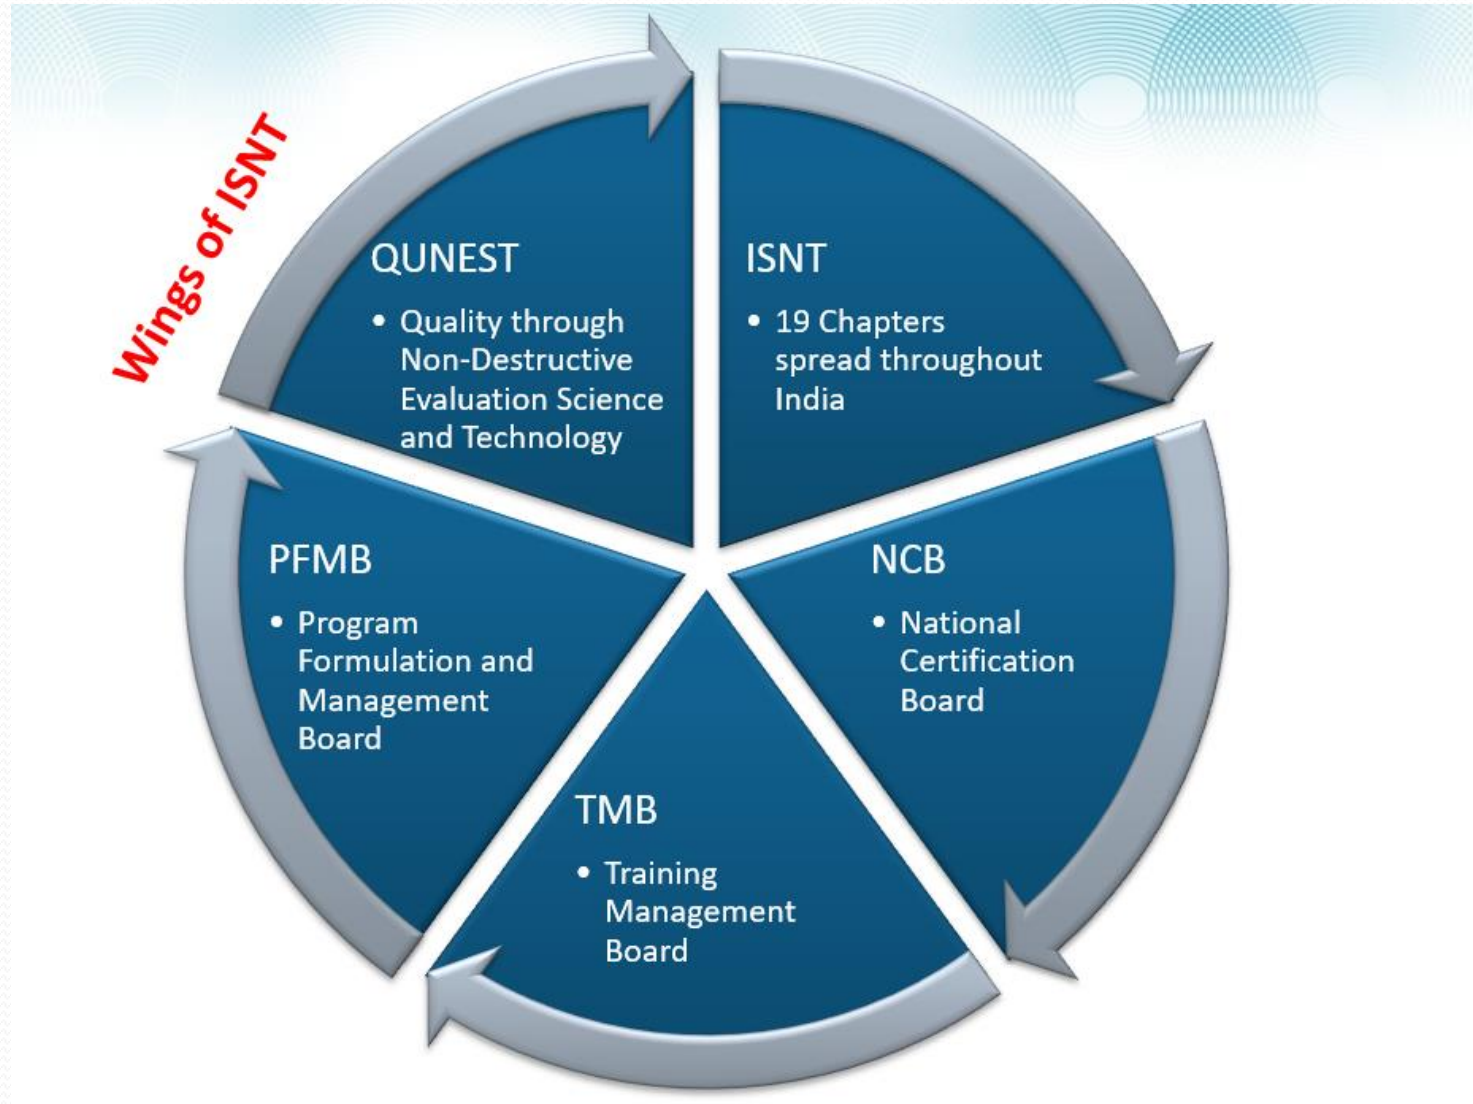 Wings of ISNT
QUNEST
• Quality through
Non-Destructive
Evaluation Science
and Technology
ISNT
• 19 Chapters
spread throughout
India
PFMB
• Program
Formulation and
Management
Board
NCB
• National
Certification
Board
TMB
• Training
Management
Board